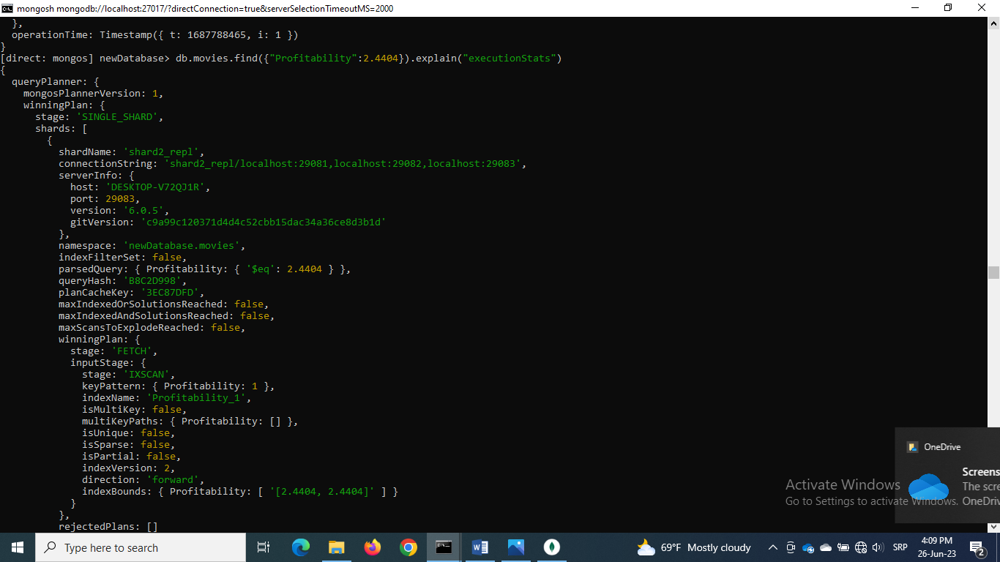 mongosh mongodb://localhost:27017/?directConnection=true&serverSelectionTimeoutMS=2000
},
operationTime: Timestamp({ t: 1687788465, i: 1 })
}
[direct: mongos] newDatabase> db.movies.find({"Profitability":2.4404}).explain("executionStats")
{
queryPlanner: {
mongosPlannerVersion: 1,
winningPlan: {
stage: 'SINGLE_SHARD',
shards: [
{
shardName: 'shard2_repl',
connectionString: 'shard2_repl/localhost:29081,localhost:29082,localhost:29083',
serverInfo: {
host: 'DESKTOP-V72QJ1R',
port: 29083,
version: '6.0.5',
gitVersion: 'c9a99c120371d4d4c52cbb15dac34a36ce8d3b1d'
},
namespace: 'newDatabase.movies',
indexFilterSet: false,
parsedQuery: { Profitability: { '$eq': 2.4404 } },
queryHash: 'B8C2D998',
planCacheKey: '3EC87DFD',
maxIndexedOrSolutionsReached: false,
maxIndexedAndSolutionsReached: false,
maxScansToExplodeReached: false,
winningPlan: {
stage: 'FETCH',
inputStage: {
stage: 'IXSCAN',
keyPattern: { Profitability: 1 },
indexName: 'Profitability_1',
isMultiKey: false,
multiKeyPaths: { Profitability: [] },
isUnique: false,
isSparse: false,
isPartial: false,
indexVersion: 2,
direction: 'forward',
indexBounds: { Profitability: [ '[2.4404, 2.4404]' ] }
}
},
rejectedPlans: []
OneDrive
Screens
The scre
OneDriv
Activate Windows
Go to Settings to activate Windows.
Type here to search
69°F Mostly cloudy
SRP
4:09 PM
26-Jun-23
2